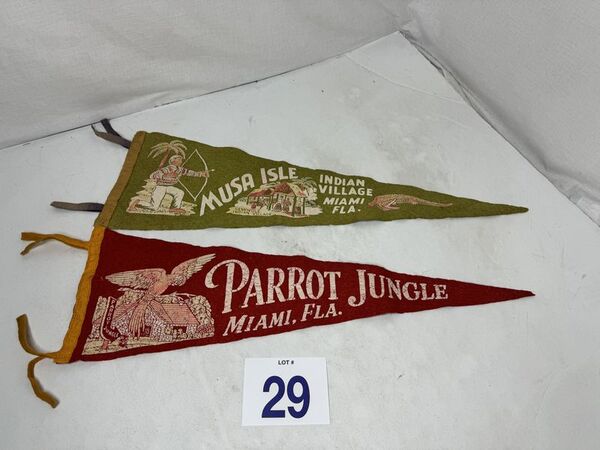 MUSA ISLE
INDIAN
VILLAGE
MIAMI
FLA.
PARROT JUNGLE
MIAMI, FLA.
LOT #
29